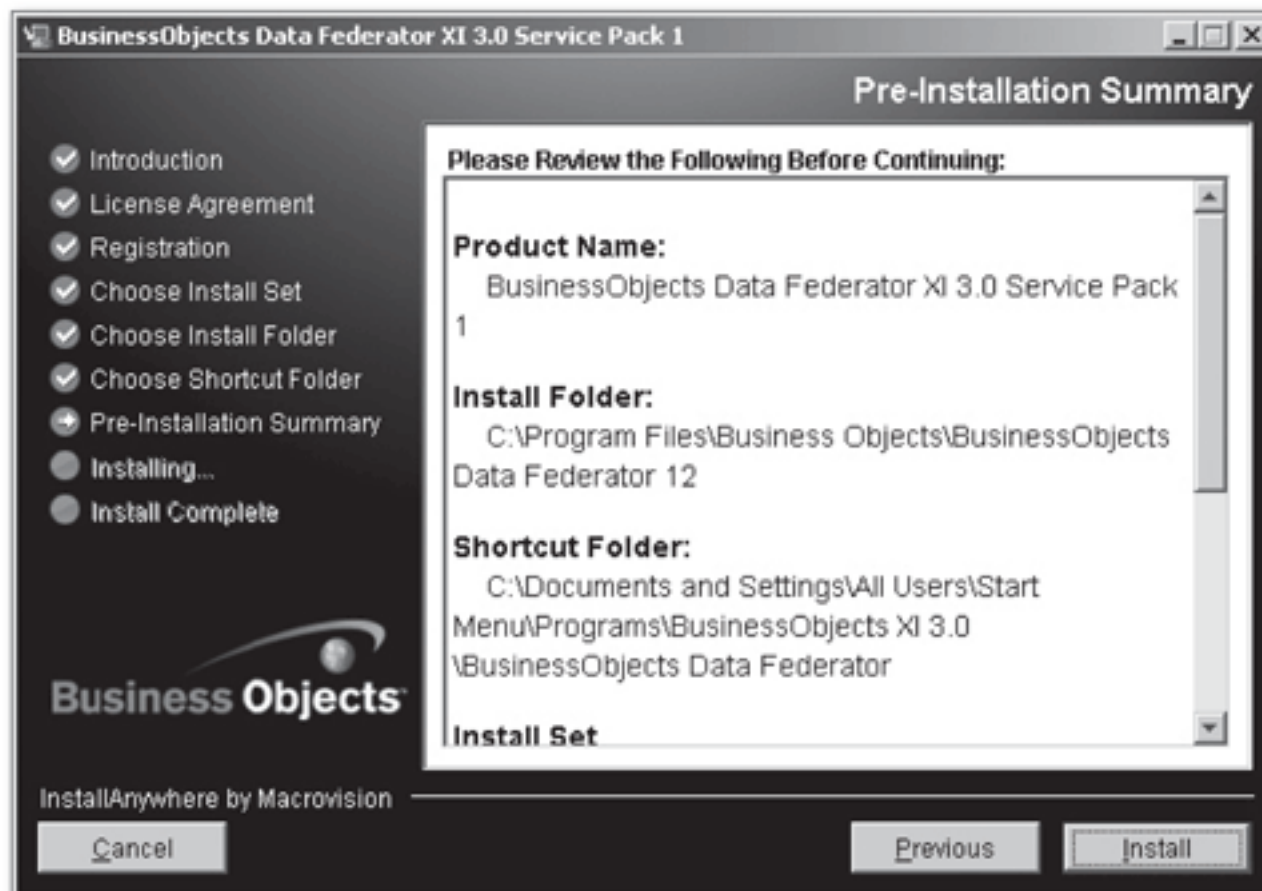 BusinessObjects Data Federator XI 3.0 Service Pack 1
Pre-Installation Summary
Introduction
License Agreement
Registration
Choose Install Set
Choose Install Folder
Choose Shortcut Folder
Pre-Installation Summary
Installing...
Install Complete
Business Objects
Please Review the Following Before Continuing:
Product Name:
BusinessObjects Data Federator XI 3.0 Service Pack
1
Install Folder:
C:\Program Files\Business Objects\BusinessObjects
Data Federator 12
Shortcut Folder:
C:\Documents and Settings\All Users\Start
Menu\Programs\BusinessObjects XI 3.0
\BusinessObjects Data Federator
Install Set
InstallAnywhere by Macrovision
Cancel
Previous
Install